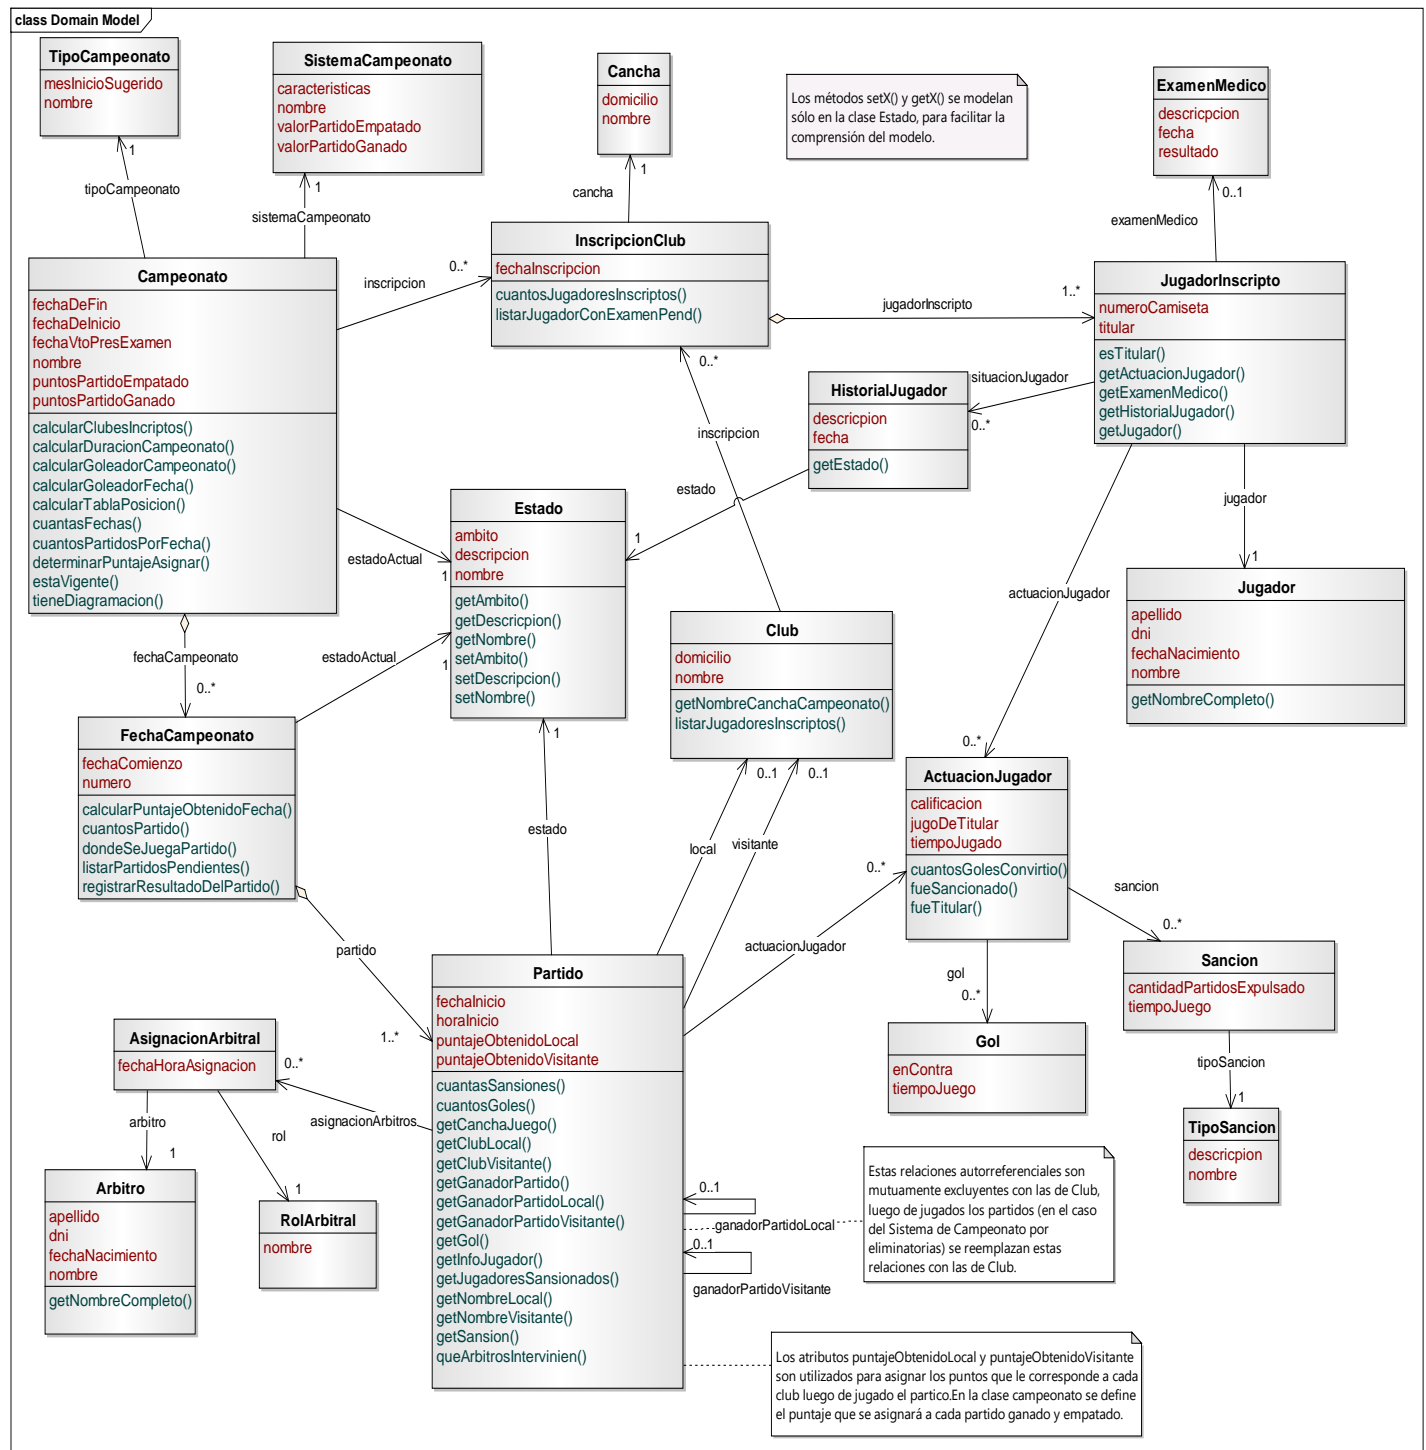 class Domain Model
TipoCampeonato
mesInicioSugerido
nombre
SistemaCampeonato
caracteristicas
nombre
valorPartidoEmpatado
valorPartidoGanado
Cancha
domicilio
nombre
Los métodos setX() y getX() se modelan
sólo en la clase Estado, para facilitar la
comprensión del modelo.
ExamenMedico
descricpcion
fecha
resultado
1
tipoCampeonato
1
sistemaCampeonato
1
cancha
0..1
examenMedico
Campeonato
fechaDeFin
fechaDeInicio
fechaVtoPresExamen
nombre
puntosPartidoEmpatado
puntosPartidoGanado
calcularClubesIncriptos()
calcularDuracionCampeonato()
calcularGoleadorCampeonato()
calcularGoleadorFecha()
calcularTablaPosicion()
cuantasFechas()
cuantosPartidosPorFecha()
determinarPuntajeAsignar()
estaVigente()
tieneDiagramacion()
inscripcion
0..*
InscripcionClub
fechaInscripcion
cuantosJugadoresInscriptos()
listarJugadorConExamenPend()
jugadorInscripto
1..*
JugadorInscripto
numeroCamiseta
titular
esTitular()
getActuacionJugador()
getExamenMedico()
getHistorialJugador()
getJugador()
0..*
inscripcion
situacionJugador
0..*
HistorialJugador
descricpion
fecha
getEstado()
estado
1
jugador
1
Estado
ambito
descripcion
nombre
getAmbito()
getDescricpion()
getNombre()
setAmbito()
setDescripcion()
setNombre()
estadoActual
1
estadoActual
1
fechaCampeonato
0..*
actuacionJugador
0..*
Jugador
apellido
dni
fechaNacimiento
nombre
getNombreCompleto()
Club
domicilio
nombre
getNombreCanchaCampeonato()
listarJugadoresInscriptos()
FechaCampeonato
fechaComienzo
numero
calcularPuntajeObtenidoFecha()
cuantosPartido()
dondeSeJuegaPartido()
listarPartidosPendientes()
registrarResultadoDelPartido()
1
estado
0..1
local
0..1
visitante
ActuacionJugador
calificacion
jugoDeTitular
tiempoJugado
cuantosGolesConvirtio()
fueSancionado()
fueTitular()
0..*
actuacionJugador
sancion
0..*
partido
1..*
gol
0..*
Sancion
cantidadPartidosExpulsado
tiempoJuego
Partido
fechaInicio
horaInicio
puntajeObtenidoLocal
puntajeObtenidoVisitante
cuantasSansiones()
cuantosGoles()
getCanchaJuego()
getClubLocal()
getClubVisitante()
getGanadorPartido()
getGanadorPartidoLocal()
getGanadorPartidoVisitante()
getGol()
getInfoJugador()
getJugadoresSansionados()
getNombreLocal()
getNombreVisitante()
getSansion()
queArbitrosIntervinien()
AsignacionArbitral
fechaHoraAsignacion
0..*
asignacionArbitros
Gol
enContra
tiempoJuego
tipoSancion
1
TipoSancion
descricpion
nombre
arbitro
1
rol
1
Arbitro
apellido
dni
fechaNacimiento
nombre
getNombreCompleto()
RolArbitral
nombre
0..1
ganadorPartidoLocal
0..1
ganadorPartidoVisitante
Estas relaciones autorreferenciales son
mutuamente excluyentes con las de Club,
luego de jugados los partidos (en el caso
del Sistema de Campeonato por
eliminatorias) se reemplazan estas
relaciones con las de Club.
Los atributos puntajeObtenidoLocal y puntajeObtenidoVisitante
son utilizados para asignar los puntos que le corresponde a cada
club luego de jugado el partico.En la clase campeonato se define
el puntaje que se asignará a cada partido ganado y empatado.